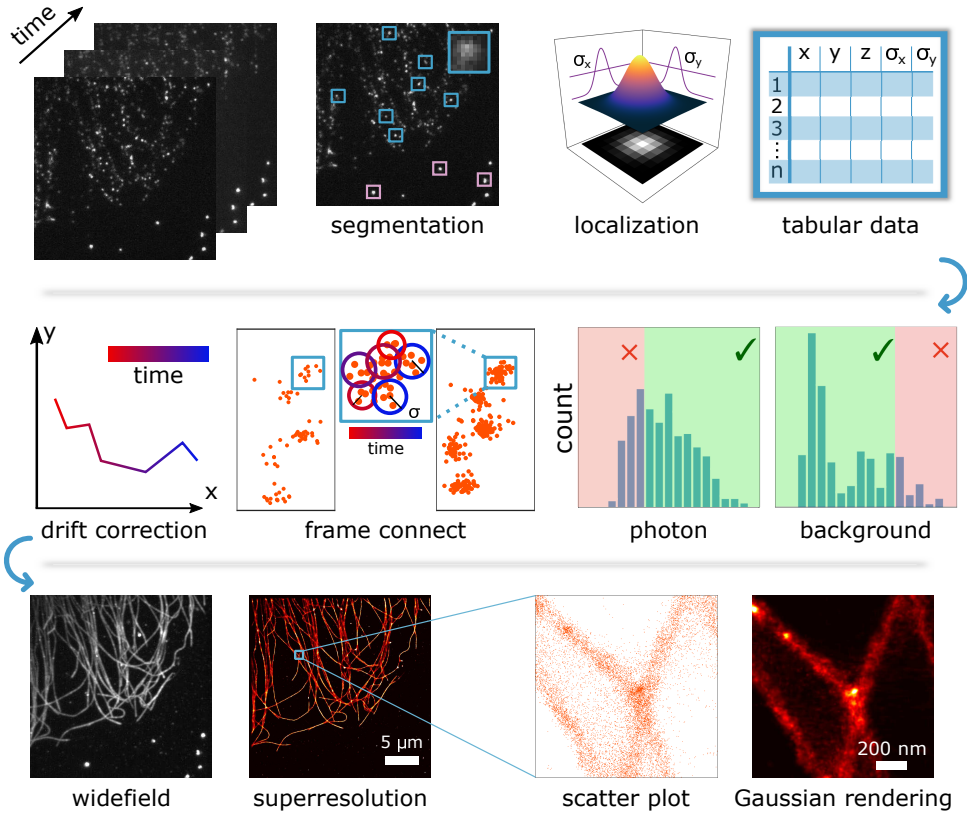 time
σx
σy
x y z σx σy
1
2
3
⋮
n
segmentation
localization
tabular data
y
time
x
σ
time
count
× ✓
✓ ×
drift correction
frame connect
photon
background
5 µm
200 nm
widefield
superresolution
scatter plot
Gaussian rendering